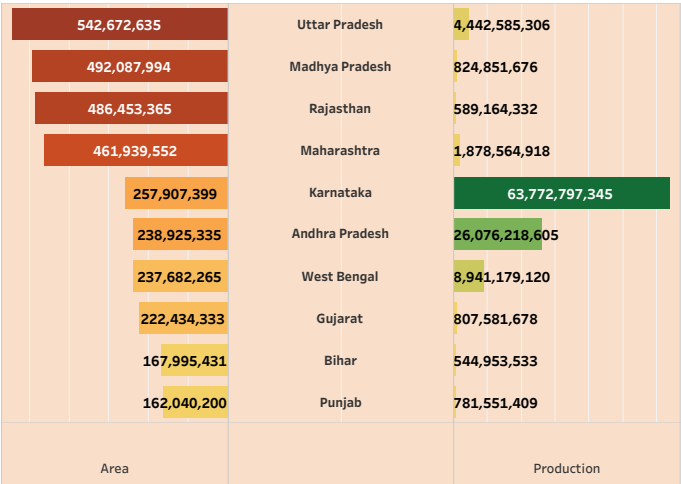 542,672,635 Uttar Pradesh 4,442,585,306
492,087,994 Madhya Pradesh 824,851,676
486,453,365 Rajasthan 589,164,332
461,939,552 Maharashtra 1,878,564,918
257,907,399 Karnataka 63,772,797,345
238,925,335 Andhra Pradesh 26,076,218,605
237,682,265 West Bengal 8,941,179,120
222,434,333 Gujarat 807,581,678
167,995,431 Bihar 544,953,533
162,040,200 Punjab 781,551,409
Area Production